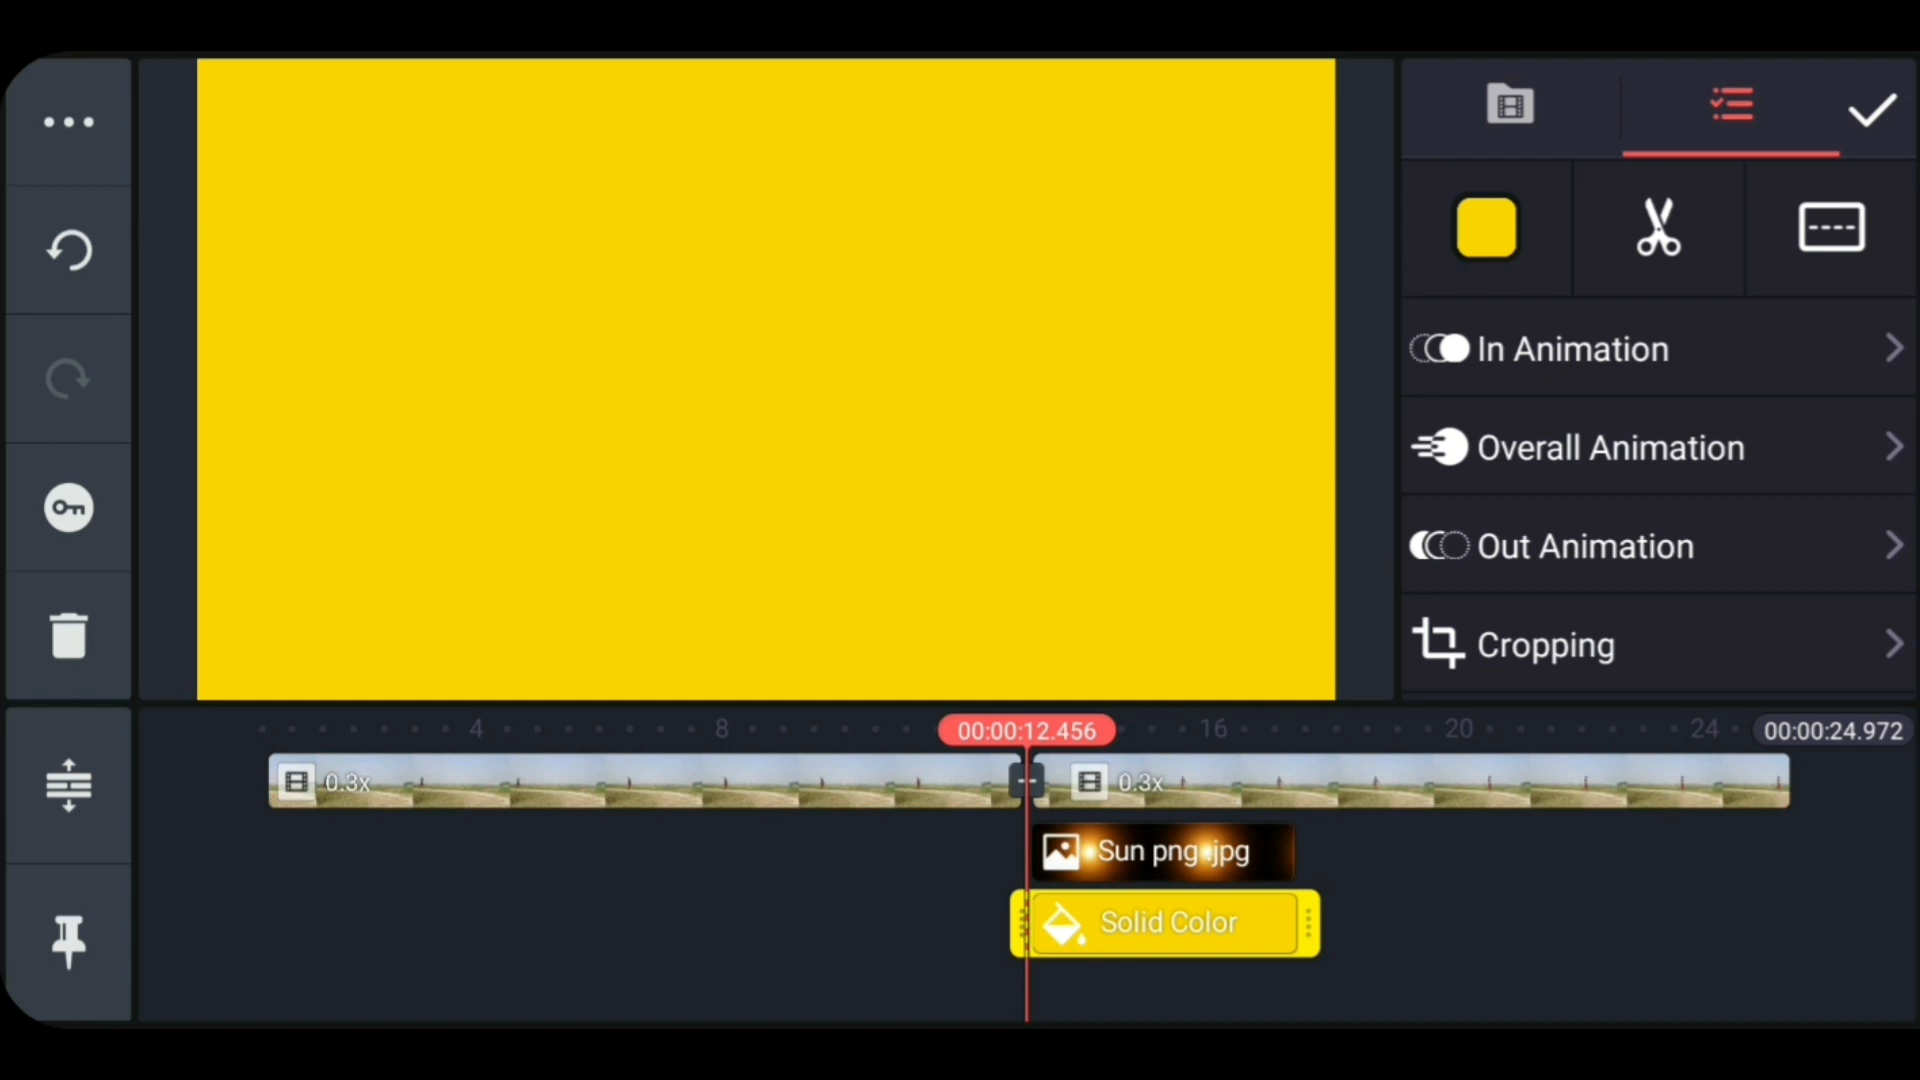 In Animation
Overall Animation
Out Animation
Cropping
4 8 00:00:12.456 16 20 24 00:00:24.972
0.3x 0.3x
Sun png.jpg
Solid Color